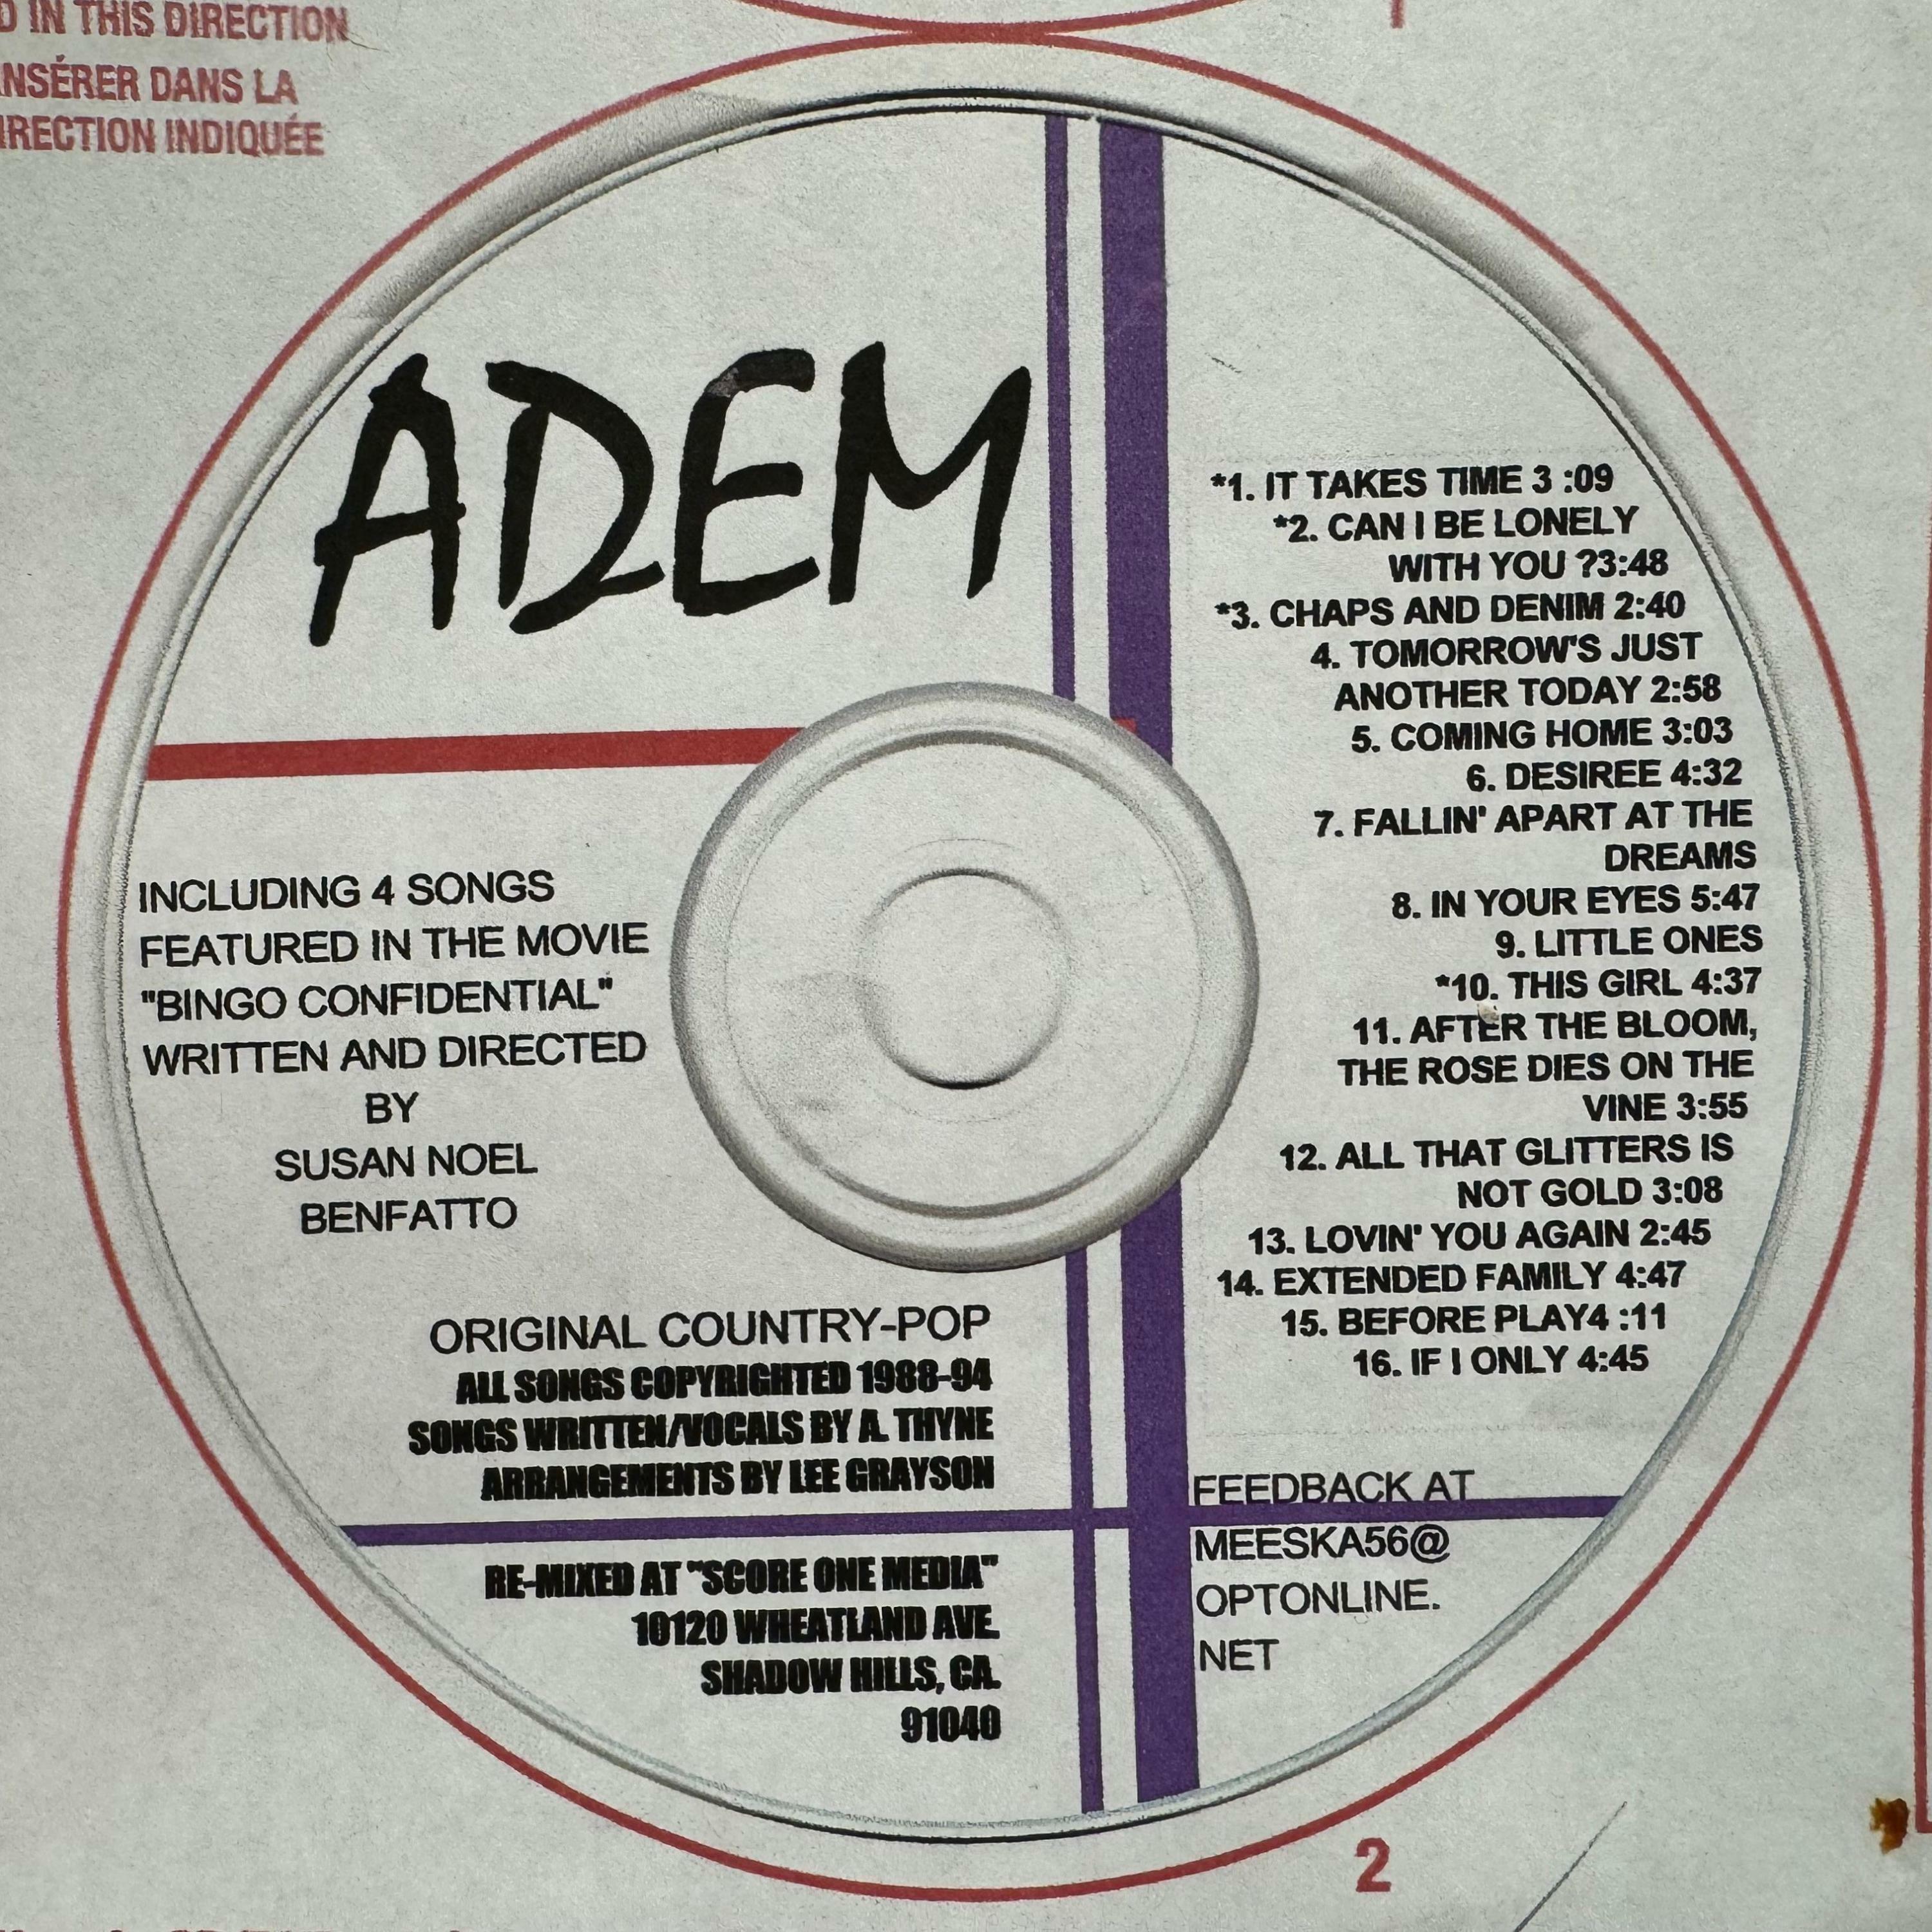 D IN THIS DIRECTION
NSÉRER DANS LA
IRECTION INDIQUÉE
ADEM
*1. IT TAKES TIME 3 :09
*2. CAN I BE LONELY
WITH YOU ?3:48
*3. CHAPS AND DENIM 2:40
4. TOMORROW'S JUST
ANOTHER TODAY 2:58
5. COMING HOME 3:03
6. DESIREE 4:32
7. FALLIN' APART AT THE
DREAMS
8. IN YOUR EYES 5:47
9. LITTLE ONES
*10. THIS GIRL 4:37
11. AFTER THE BLOOM,
THE ROSE DIES ON THE
VINE 3:55
12. ALL THAT GLITTERS IS
NOT GOLD 3:08
13. LOVIN' YOU AGAIN 2:45
14. EXTENDED FAMILY 4:47
15. BEFORE PLAY4 :11
16. IF I ONLY 4:45
INCLUDING 4 SONGS
FEATURED IN THE MOVIE
"BINGO CONFIDENTIAL"
WRITTEN AND DIRECTED
BY
SUSAN NOEL
BENFATTO
ORIGINAL COUNTRY-POP
ALL SONGS COPYRIGHTED 1988-94
SONGS WRITTEN/VOCALS BY A. THYNE
ARRANGEMENTS BY LEE GRAYSON
RE-MIXED AT "SCORE ONE MEDIA"
10120 WHEATLAND AVE.
SHADOW HILLS, CA.
91040
FEEDBACK AT
MEESKA56@
OPTONLINE.
NET
2